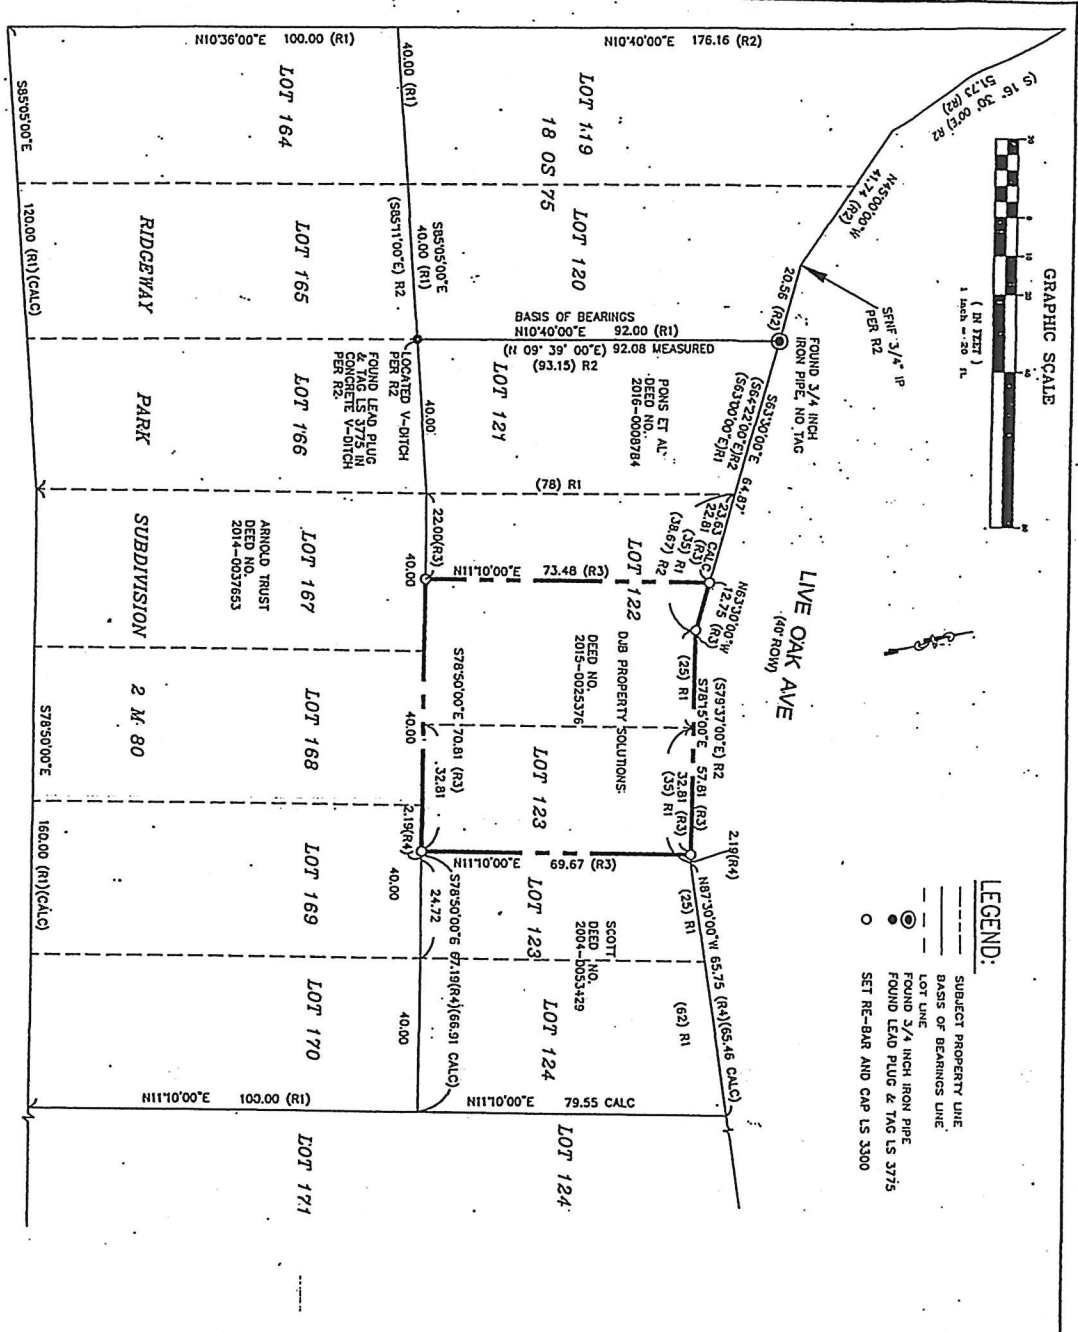 GRAPHIC SCALE
( IN FEET )
1 inch = 20 ft.
LEGEND:
SUBJECT PROPERTY LINE
BASIS OF BEARINGS LINE
LOT LINE
FOUND 3/4 INCH IRON PIPE
FOUND LEAD PLUG & TAG LS 3775
SET RE-BAR AND CAP LS 3300
(S 16° 30' 00"E) R2
51.73 (R2)
N45°00'00"W
41.74 (R2)
SFNF 3/4" IP
PER R2
20.56 (R2)
FOUND 3/4 INCH
IRON PIPE, NO TAG
S63°30'00"E 64.87'
(S64°22'00"E)R2
(S63°00'00"E)R1
23.63 CALC
22.81 (R3)
(35) R1
(38.67) R2
N63°30'00"W
12.75 (R3)
LIVE OAK AVE
(40' ROW)
(S79°37'00"E) R2
S78°15'00"E 57.81 (R3)
(25) R1
32.81 (R3)
(35) R1
2.19(R4)
N87°30'00"W 65.75 (R4)(65.46 CALC)
(25) R1
(62) R1
N10°40'00"E 176.16 (R2)
N10°36'00"E 100.00 (R1)
LOT 119
18 OS 75
LOT 120
BASIS OF BEARINGS
N10°40'00"E 92.00 (R1)
(N 09° 39' 00"E) 92.08 MEASURED
(93.15) R2
LOT 121
PONS ET AL
DEED NO.
2016-0008784
(78) R1
LOT 122
N11°10'00"E 73.48 (R3)
DJB PROPERTY SOLUTIONS
DEED NO.
2015-0025376
LOT 123
N11°10'00"E 69.67 (R3)
LOT 123
SCOTT
DEED NO.
2004-0053429
LOT 124
N11°10'00"E 79.55 CALC
LOT 124
40.00 (R1)
S85°05'00"E
40.00 (R1)
(S85°11'00"E) R2
LOCATED V-DITCH
PER R2
FOUND LEAD PLUG
& TAG LS 3775 IN
CONCRETE V-DITCH
PER R2
40.00
22.00(R3)
40.00
S78°50'00"E 70.81 (R3)
40.00
32.81
2.19(R4)
S78°50'00"E 67.19(R4)(66.91 CALC)
24.72
40.00
40.00
LOT 164
LOT 165
LOT 166
LOT 167
LOT 168
LOT 169
LOT 170
LOT 171
ARNOLD TRUST
DEED NO.
2014-0037653
RIDGEWAY
PARK
SUBDIVISION
2 M 80
N11°10'00"E 100.00 (R1)
S85°05'00"E
120.00 (R1)(CALC)
S78°50'00"E
160.00 (R1)(CALC)